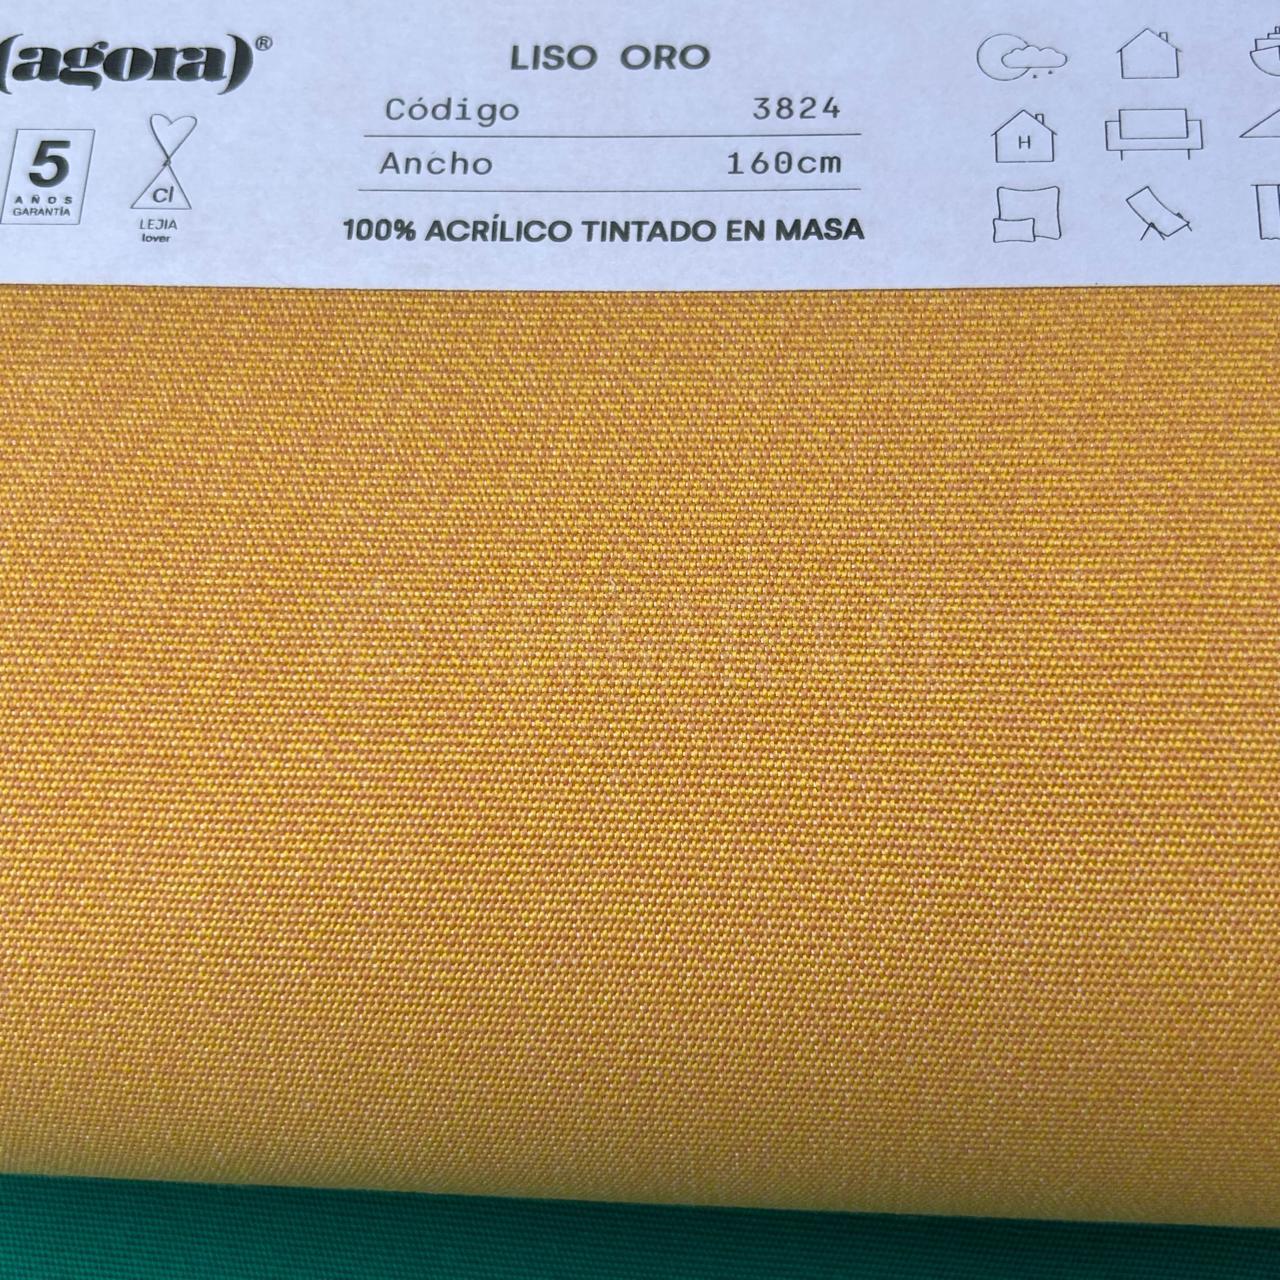 (agora)®
5
AÑOS
GARANTÍA
Cl
LEJIA
lover
LISO ORO
Código 3824
Ancho 160cm
100% ACRÍLICO TINTADO EN MASA
H